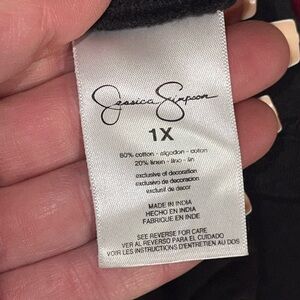 Jessica Simpson
1X
80% cotton - algodon - coton
20% linen - lino - lin
exclusive of decoration
exclusivo de decoracion
exclusif de decor
MADE IN INDIA
HECHO EN INDIA
FABRIQUE EN INDE
SEE REVERSE FOR CARE
VER AL REVERSO PARA EL CUIDADO
VOIR LES INSTRUCTIONS D'ENTRETIEN AU DOS